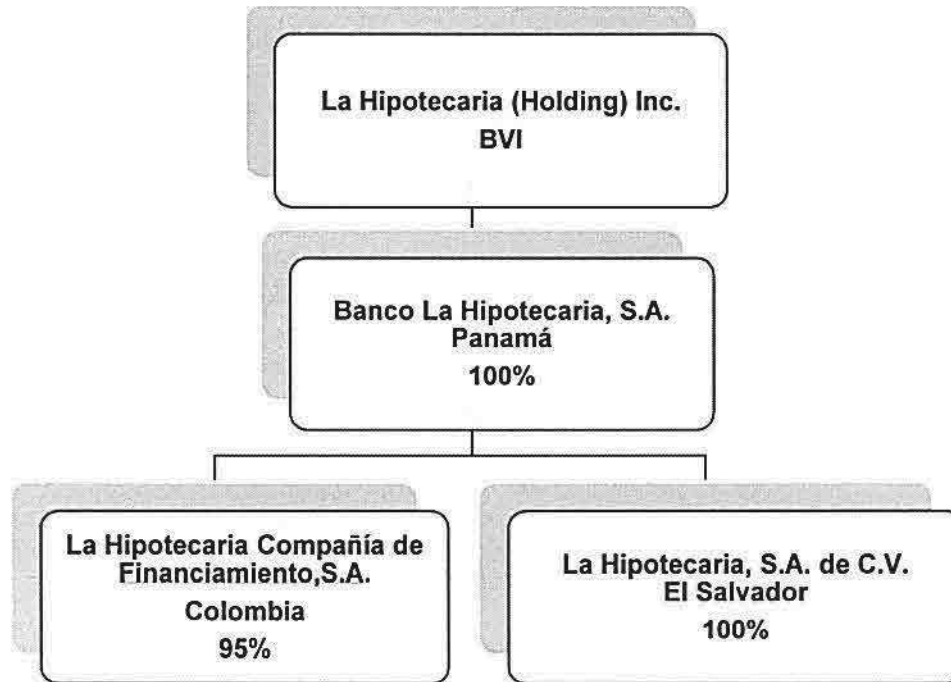 La Hipotecaria (Holding) Inc.
BVI
Banco La Hipotecaria, S.A.
Panamá
100%
La Hipotecaria Compañía de
Financiamiento,S.A.
Colombia
95%
La Hipotecaria, S.A. de C.V.
El Salvador
100%